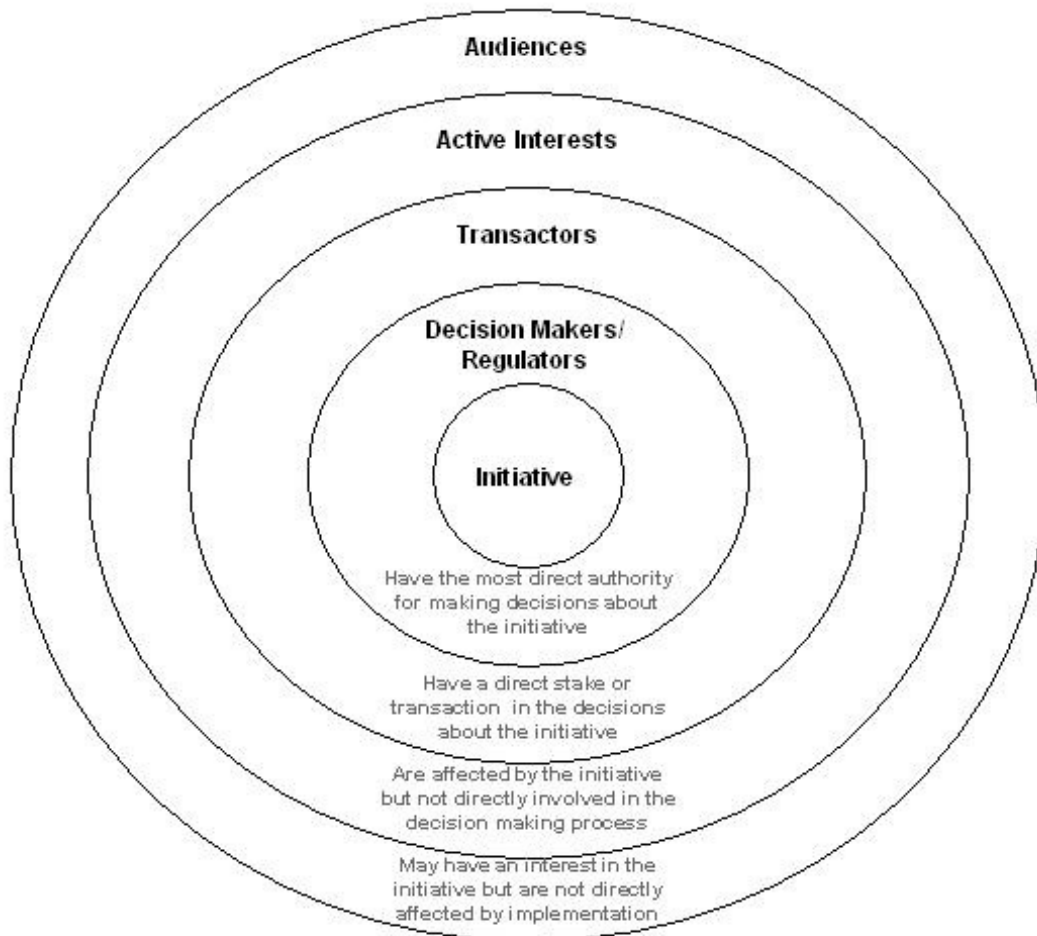 Audiences
Active Interests
Transactors
Decision Makers/
Regulators
Initiative
Have the most direct authority
for making decisions about
the initiative
Have a direct stake or
transaction in the decisions
about the initiative
Are affected by the initiative
but not directly involved in the
decision making process
May have an interest in the
initiative but are not directly
affected by implementation